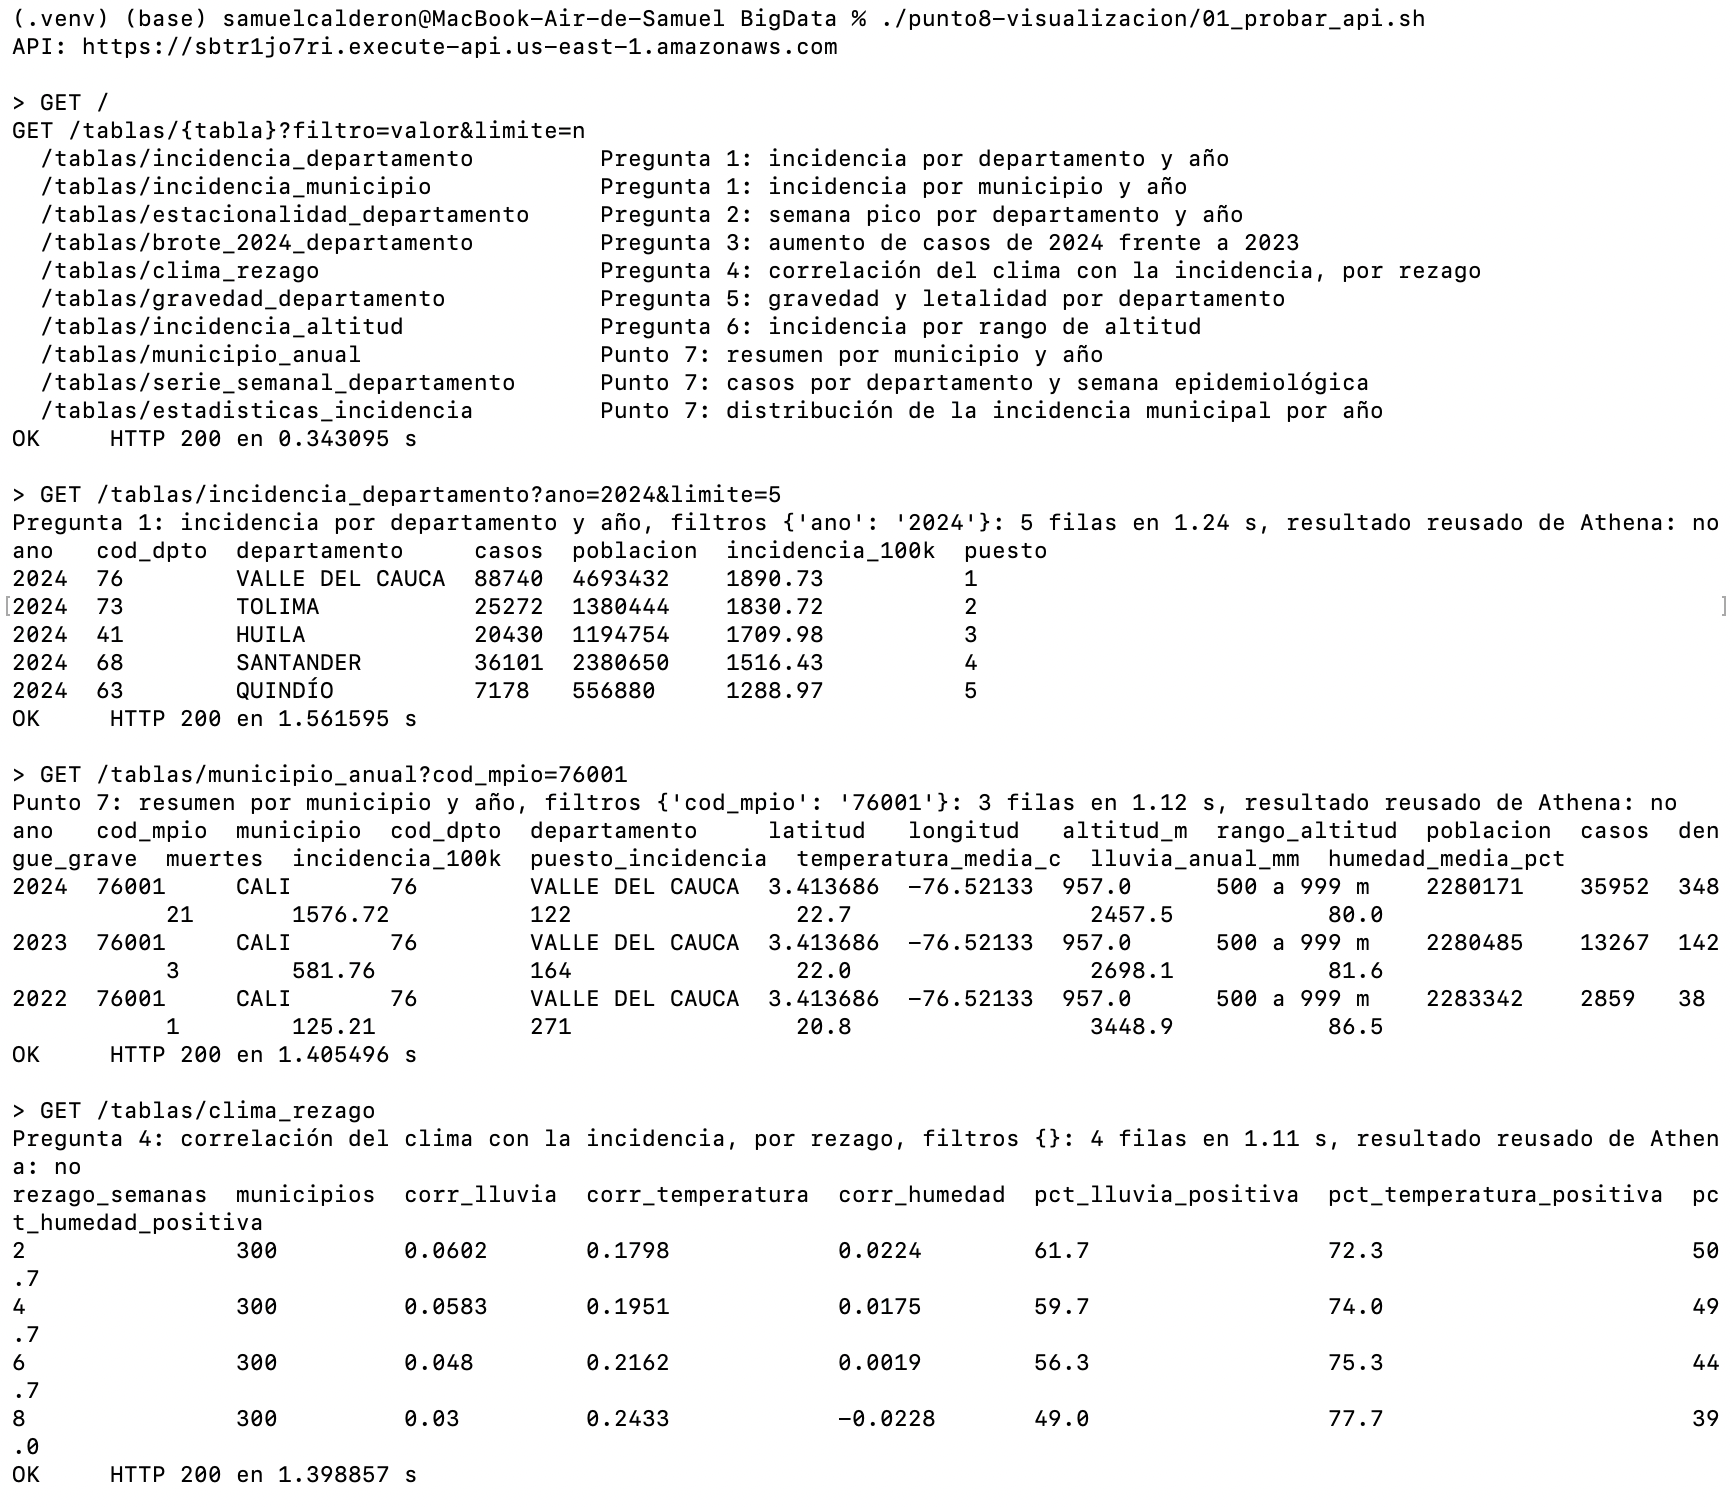 (.venv) (base) samuelcalderon@MacBook-Air-de-Samuel BigData % ./punto8-visualizacion/01_probar_api.sh
API: https://sbtr1jo7ri.execute-api.us-east-1.amazonaws.com
> GET /
GET /tablas/{tabla}?filtro=valor&limite=n
  /tablas/incidencia_departamento         Pregunta 1: incidencia por departamento y año
  /tablas/incidencia_municipio            Pregunta 1: incidencia por municipio y año
  /tablas/estacionalidad_departamento     Pregunta 2: semana pico por departamento y año
  /tablas/brote_2024_departamento         Pregunta 3: aumento de casos de 2024 frente a 2023
  /tablas/clima_rezago                    Pregunta 4: correlación del clima con la incidencia, por rezago
  /tablas/gravedad_departamento           Pregunta 5: gravedad y letalidad por departamento
  /tablas/incidencia_altitud              Pregunta 6: incidencia por rango de altitud
  /tablas/municipio_anual                 Punto 7: resumen por municipio y año
  /tablas/serie_semanal_departamento      Punto 7: casos por departamento y semana epidemiológica
  /tablas/estadisticas_incidencia         Punto 7: distribución de la incidencia municipal por año
OK     HTTP 200 en 0.343095 s
> GET /tablas/incidencia_departamento?ano=2024&limite=5
Pregunta 1: incidencia por departamento y año, filtros {'ano': '2024'}: 5 filas en 1.24 s, resultado reusado de Athena: no
ano   cod_dpto  departamento     casos  poblacion  incidencia_100k  puesto
2024  76        VALLE DEL CAUCA  88740  4693432    1890.73          1
[2024  73        TOLIMA           25272  1380444    1830.72          2 ]
2024  41        HUILA            20430  1194754    1709.98          3
2024  68        SANTANDER        36101  2380650    1516.43          4
2024  63        QUINDÍO          7178   556880     1288.97          5
OK     HTTP 200 en 1.561595 s
> GET /tablas/municipio_anual?cod_mpio=76001
Punto 7: resumen por municipio y año, filtros {'cod_mpio': '76001'}: 3 filas en 1.12 s, resultado reusado de Athena: no
ano   cod_mpio  municipio  cod_dpto  departamento     latitud   longitud   altitud_m  rango_altitud  poblacion  casos  den
gue_grave  muertes  incidencia_100k  puesto_incidencia  temperatura_media_c  lluvia_anual_mm  humedad_media_pct
2024  76001     CALI       76        VALLE DEL CAUCA  3.413686  -76.52133  957.0      500 a 999 m    2280171    35952  348
           21       1576.72          122                22.7                 2457.5           80.0
2023  76001     CALI       76        VALLE DEL CAUCA  3.413686  -76.52133  957.0      500 a 999 m    2280485    13267  142
           3        581.76           164                22.0                 2698.1           81.6
2022  76001     CALI       76        VALLE DEL CAUCA  3.413686  -76.52133  957.0      500 a 999 m    2283342    2859   38
           1        125.21           271                20.8                 3448.9           86.5
OK     HTTP 200 en 1.405496 s
> GET /tablas/clima_rezago
Pregunta 4: correlación del clima con la incidencia, por rezago, filtros {}: 4 filas en 1.11 s, resultado reusado de Athen
a: no
rezago_semanas  municipios  corr_lluvia  corr_temperatura  corr_humedad  pct_lluvia_positiva  pct_temperatura_positiva  pc
t_humedad_positiva
2               300         0.0602       0.1798            0.0224        61.7                 72.3                      50
.7
4               300         0.0583       0.1951            0.0175        59.7                 74.0                      49
.7
6               300         0.048        0.2162            0.0019        56.3                 75.3                      44
.7
8               300         0.03         0.2433            -0.0228       49.0                 77.7                      39
.0
OK     HTTP 200 en 1.398857 s